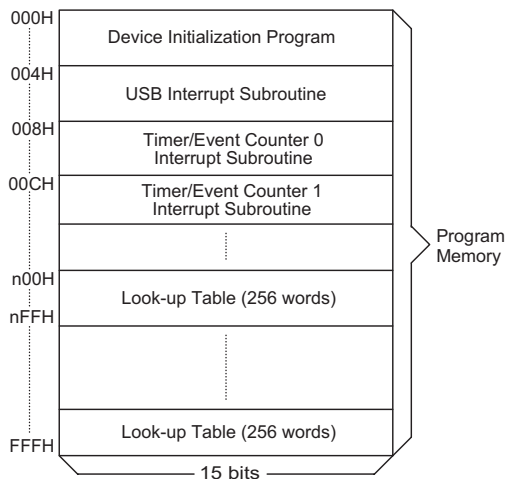 000H
Device Initialization Program
004H
USB Interrupt Subroutine
008H
Timer/Event Counter 0
Interrupt Subroutine
00CH
Timer/Event Counter 1
Interrupt Subroutine
Program
Memory
n00H
Look-up Table (256 words)
nFFH
Look-up Table (256 words)
FFFH
15 bits